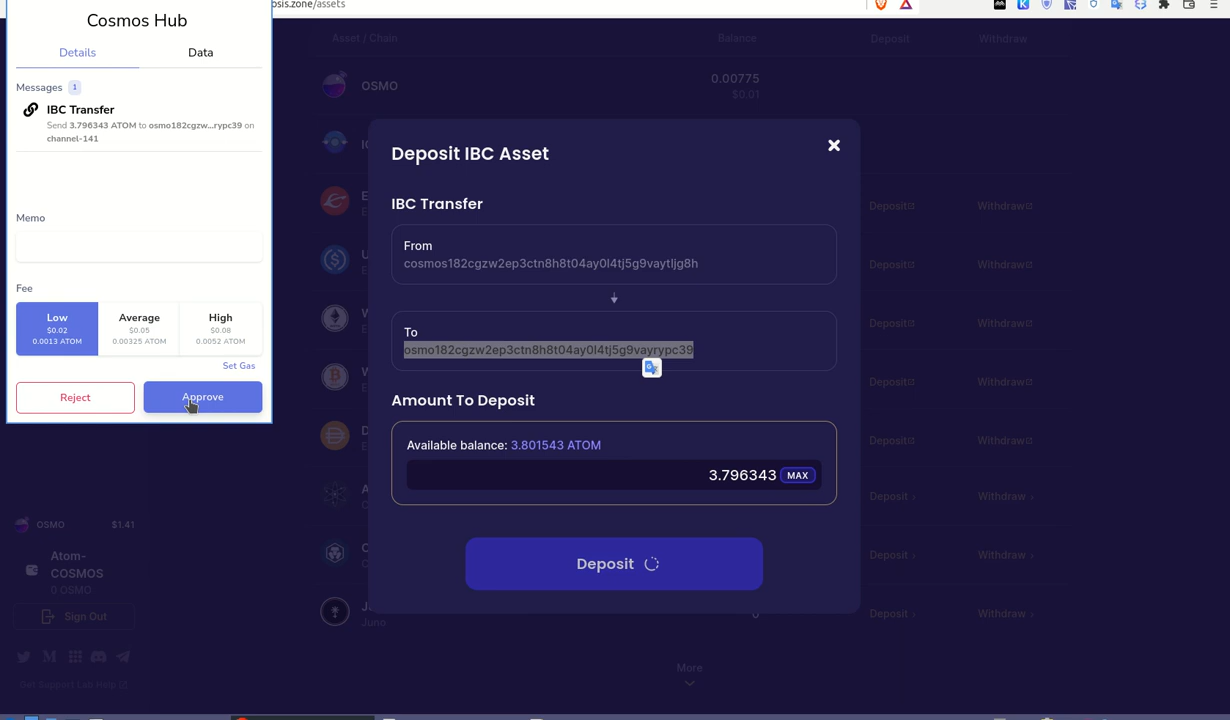 Cosmos Hub
Details
Data
Messages 1
IBC Transfer
Send 3.796343 ATOM to osmo182cgzw...rypc39 on
channel-141
Memo
Fee
Low
$0.02
0.0013 ATOM
Average
$0.05
0.00325 ATOM
High
$0.08
0.0052 ATOM
Set Gas
Reject
Approve
osis.zone/assets
Asset / Chain
Balance
Deposit
Withdraw
OSMO
0.00775
$0.01
Deposit IBC Asset
IBC Transfer
From
cosmos182cgzw2ep3ctn8h8t04ay0l4tj5g9vaytljg8h
To
osmo182cgzw2ep3ctn8h8t04ay0l4tj5g9vayrypc39
Amount To Deposit
Available balance: 3.801543 ATOM
3.796343 MAX
Deposit
Deposit
Withdraw
Deposit
Withdraw
Deposit
Withdraw
Deposit
Withdraw
Deposit
Withdraw
Deposit ›
Withdraw ›
Deposit ›
Withdraw ›
Juno
Deposit ›
Withdraw ›
More
OSMO
$1.41
Atom-
COSMOS
0 OSMO
Sign Out
Get Support Lab Help